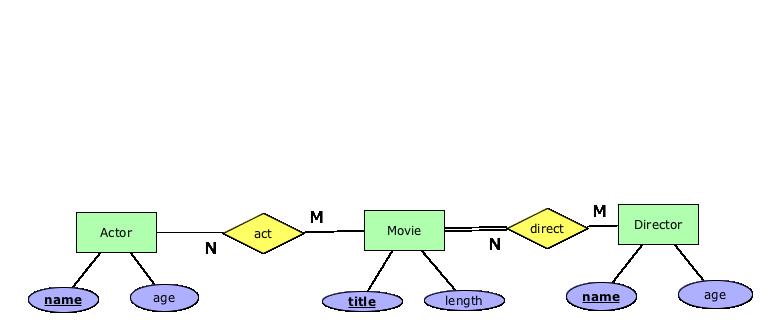 Actor
N
act
M
Movie
N
direct
M
Director
name
age
title
length
name
age